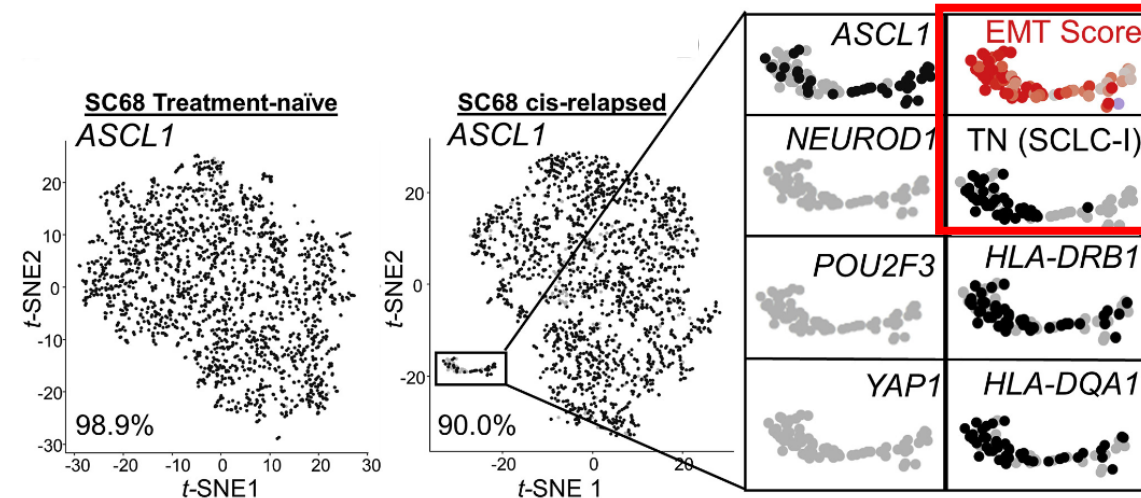 SC68 Treatment-naïve
ASCL1
20
10
0
-10
-20
-30
98.9%
-30 -20 -10 0 10 20 30
t-SNE1
t-SNE2
SC68 cis-relapsed
ASCL1
20
0
-20
90.0%
-20 0 20
t-SNE 1
t-SNE2
ASCL1
EMT Score
NEUROD1
TN (SCLC-I)
POU2F3
HLA-DRB1
YAP1
HLA-DQA1